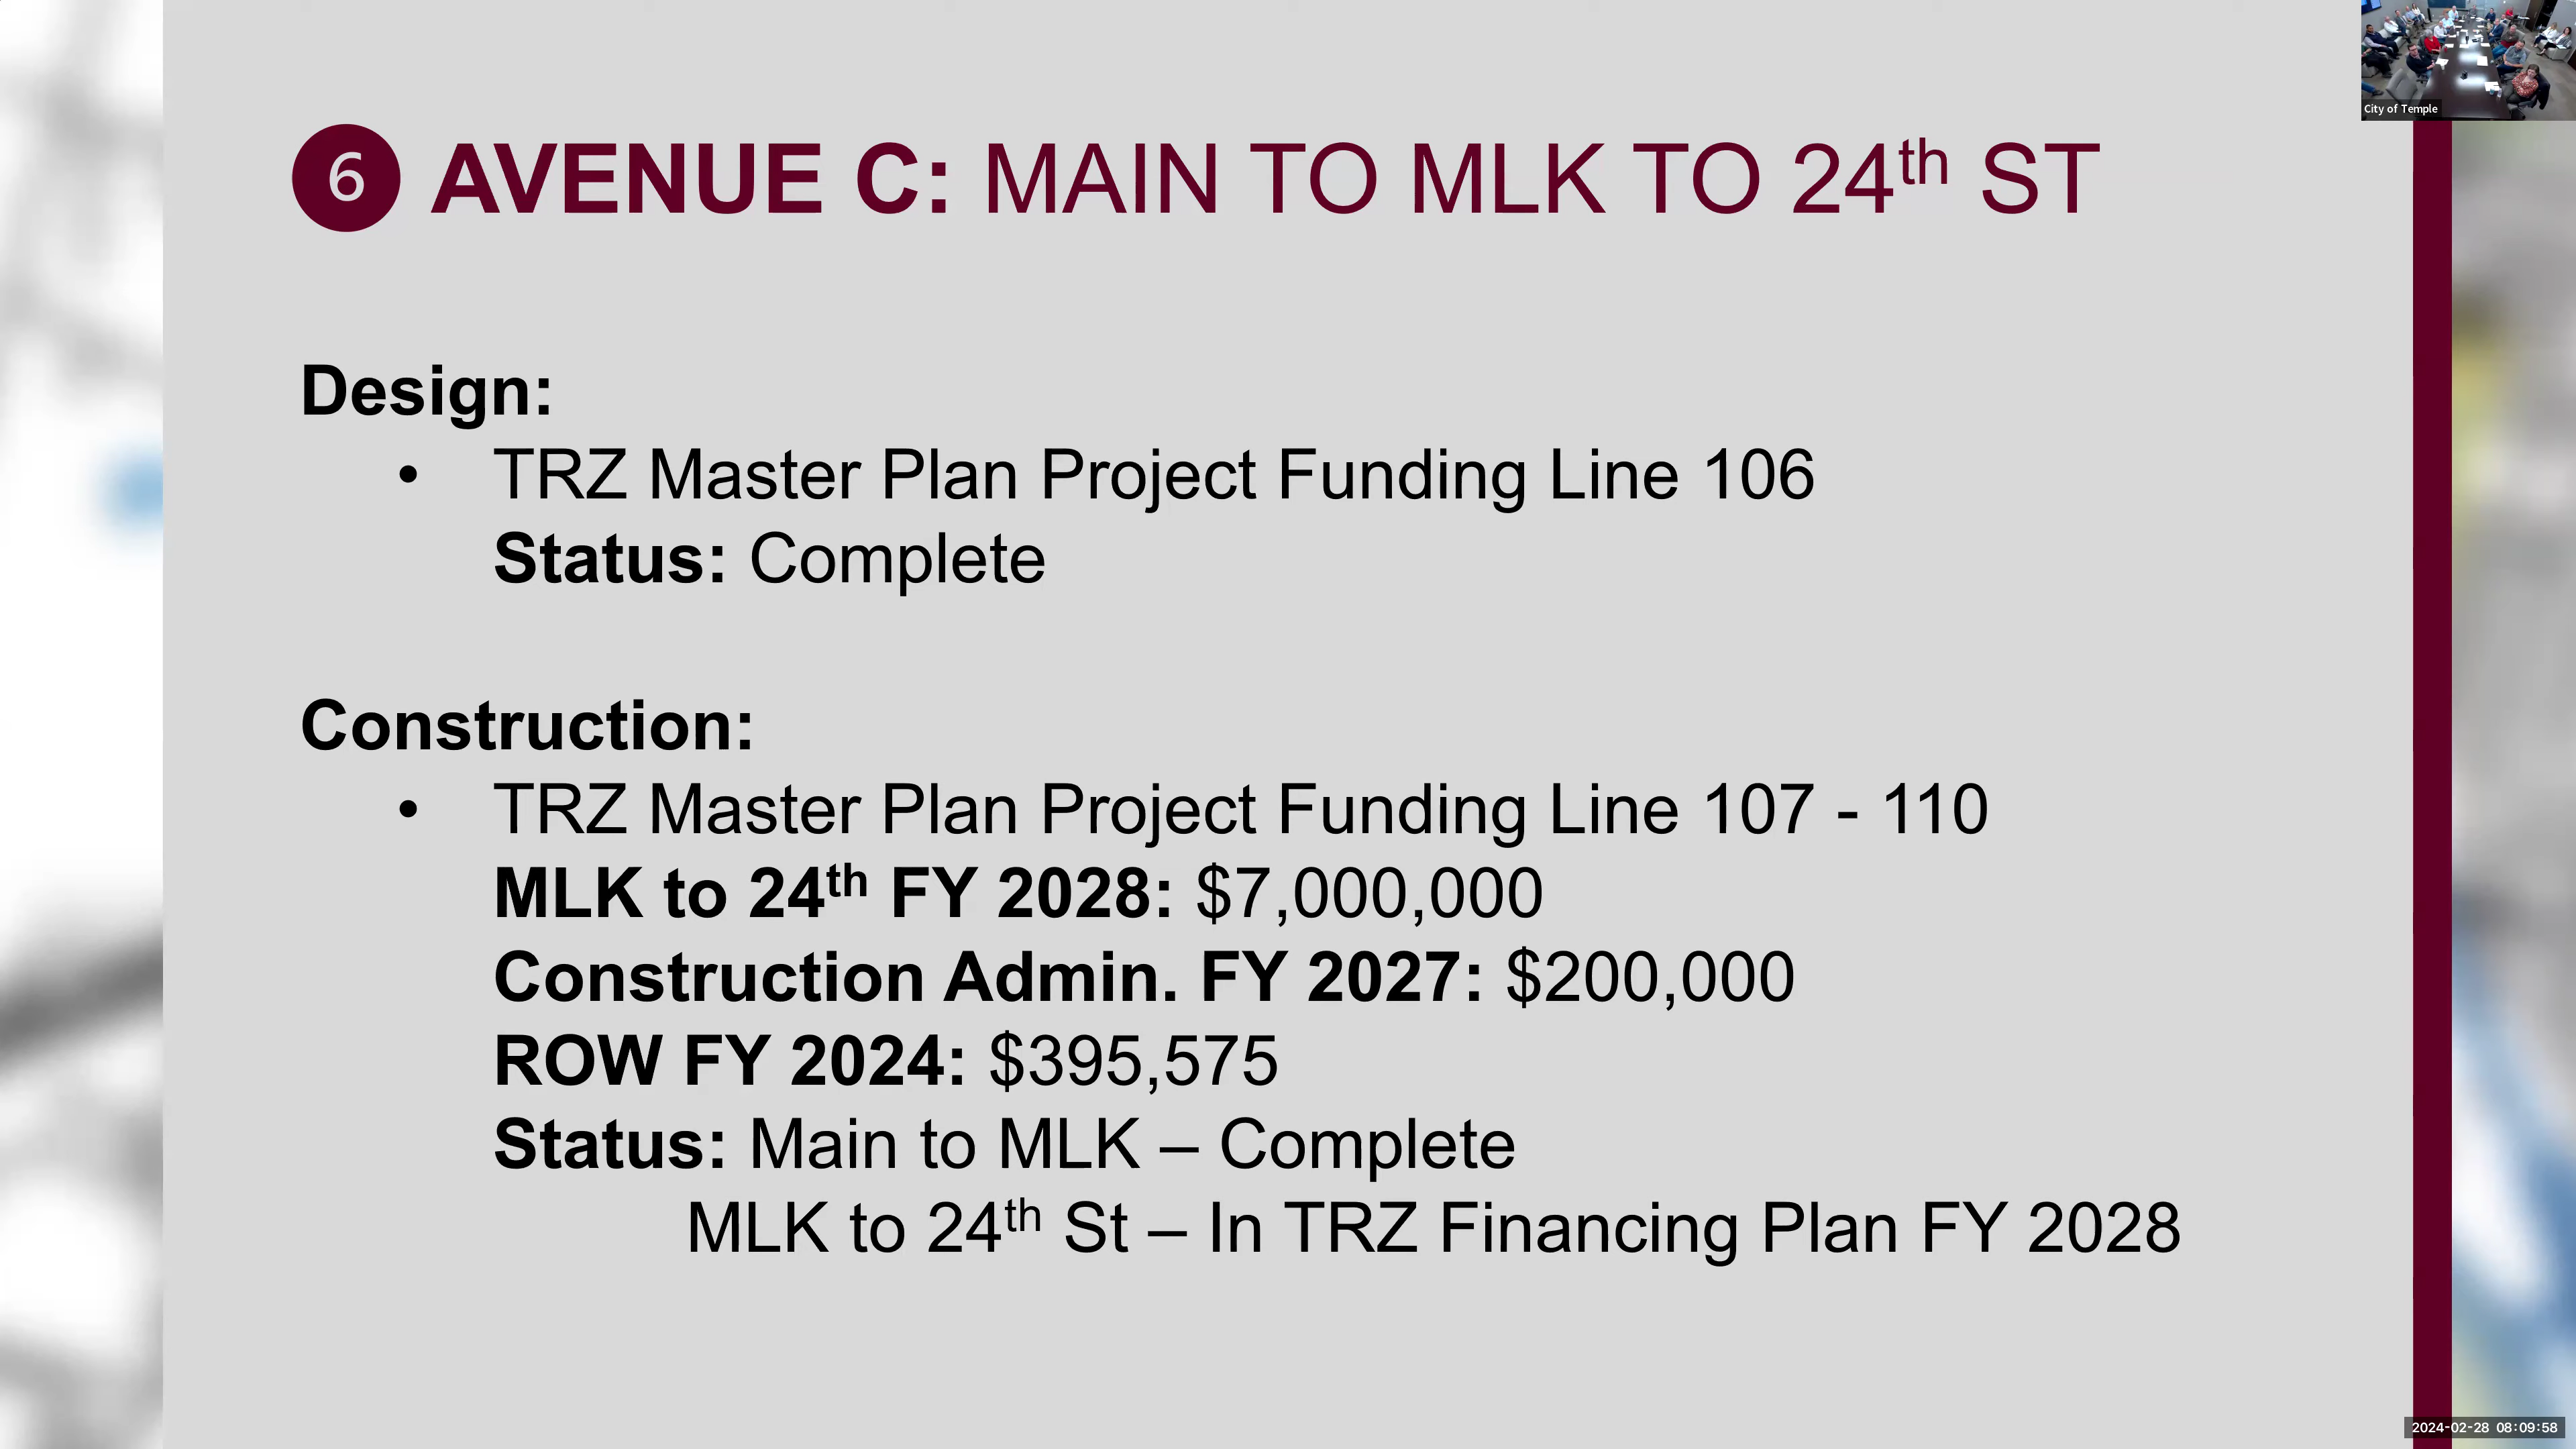 City of Temple
6 AVENUE C: MAIN TO MLK TO 24th ST
Design:
• TRZ Master Plan Project Funding Line 106
Status: Complete
Construction:
• TRZ Master Plan Project Funding Line 107 - 110
MLK to 24th FY 2028: $7,000,000
Construction Admin. FY 2027: $200,000
ROW FY 2024: $395,575
Status: Main to MLK – Complete
MLK to 24th St – In TRZ Financing Plan FY 2028
2024-02-28 08:09:58